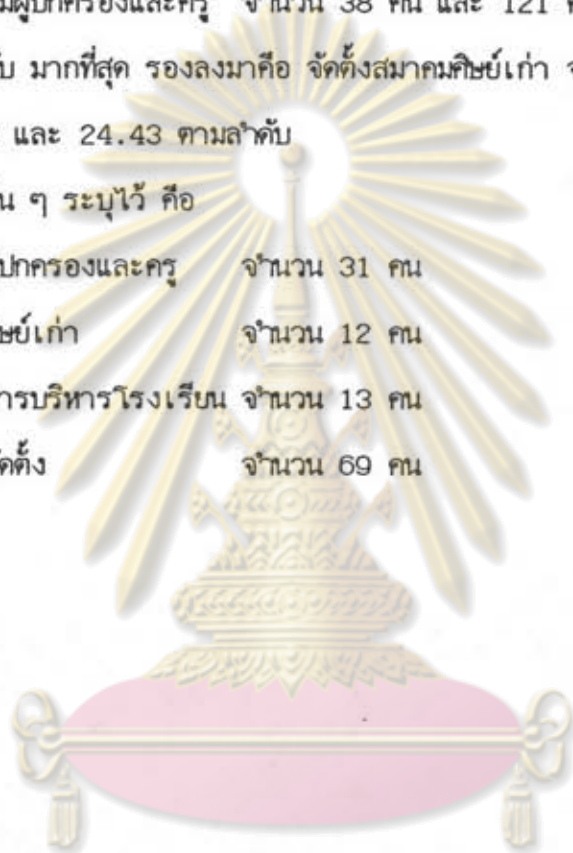 มผู้ปกครองและครู จำนวน 38 คน และ 121 ค
ับ มากที่สุด รองลงมาคือ จัดตั้งสมาคมศิษย์เก่า จ
และ 24.43 ตามลำดับ
น ๆ ระบุไว้ คือ
ปกครองและครู จำนวน 31 คน
ษย์เก่า จำนวน 12 คน
ารบริหารโรงเรียน จำนวน 13 คน
ัดตั้ง จำนวน 69 คน